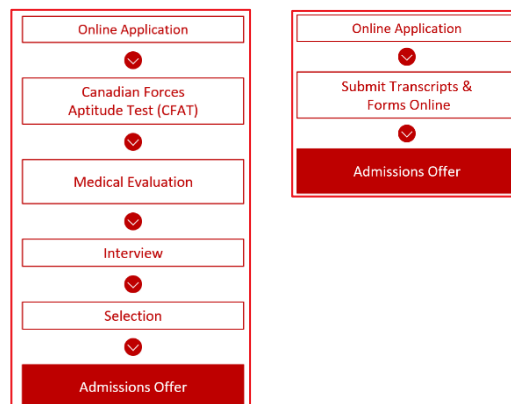 Online Application
Canadian Forces
Aptitude Test (CFAT)
Medical Evaluation
Interview
Selection
Admissions Offer
Online Application
Submit Transcripts &
Forms Online
Admissions Offer